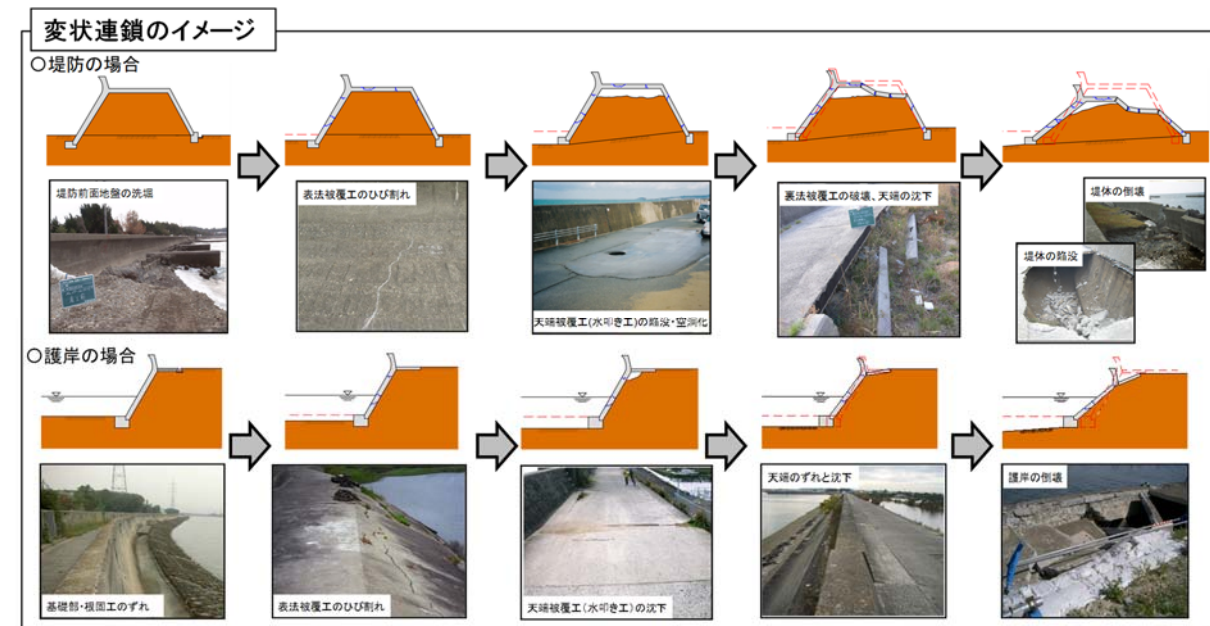 変状連鎖のイメージ
○堤防の場合
堤防前面地盤の洗堀
表法被覆工のひび割れ
天端被覆工(水叩き工)の陥没・空洞化
裏法被覆工の破壊、天端の沈下
堤体の倒壊
堤体の陥没
○護岸の場合
基礎部・根固工のずれ
表法被覆工のひび割れ
天端被覆工(水叩き工)の沈下
天端のずれと沈下
護岸の倒壊